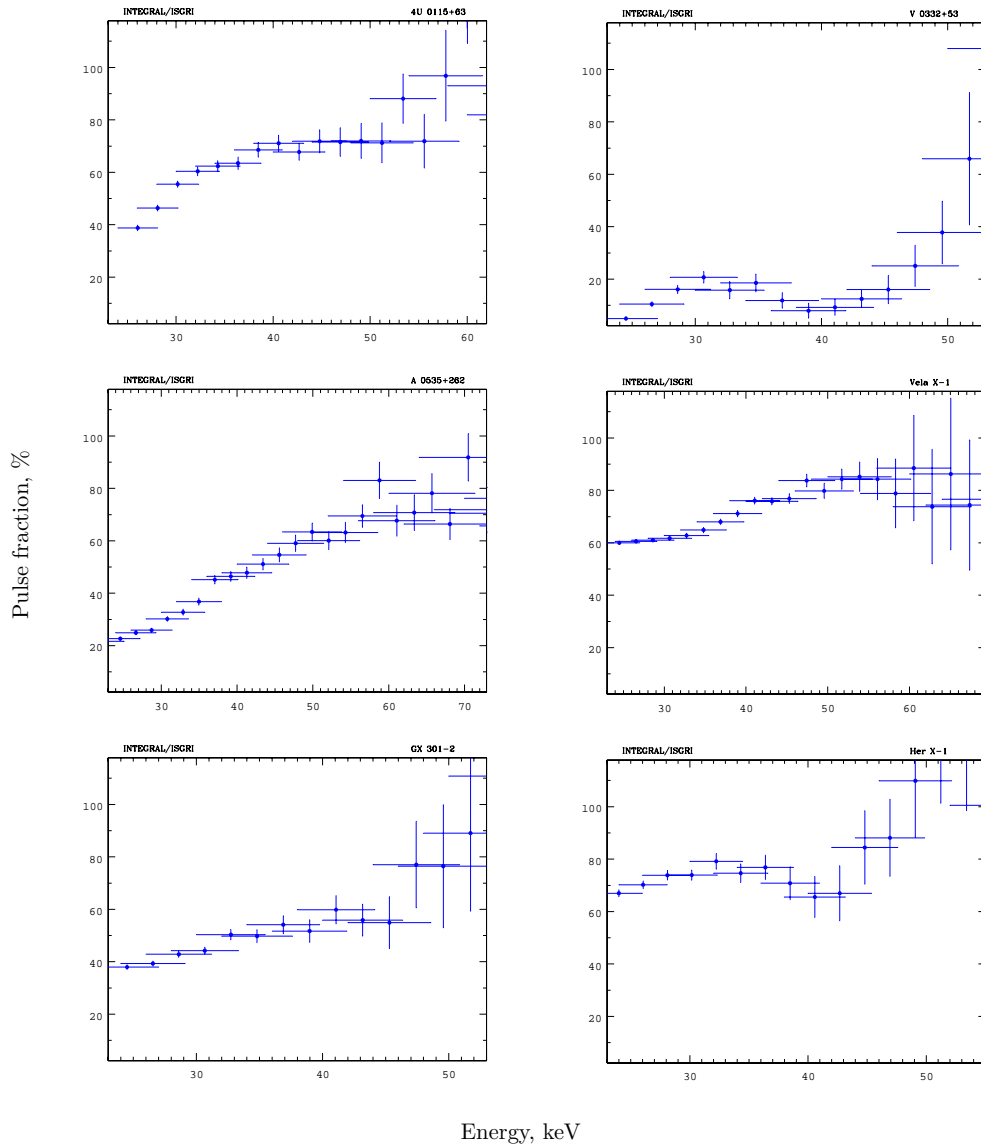 INTEGRAL/ISGRI 4U 0115+63
100
80
60
40
20
30 40 50 60
INTEGRAL/ISGRI V 0332+53
100
80
60
40
20
30 40 50
INTEGRAL/ISGRI A 0535+262
100
80
60
40
20
30 40 50 60 70
INTEGRAL/ISGRI Vela X-1
100
80
60
40
20
30 40 50 60
Pulse fraction, %
INTEGRAL/ISGRI GX 301-2
100
80
60
40
20
30 40 50
INTEGRAL/ISGRI Her X-1
100
80
60
40
20
30 40 50
Energy, keV